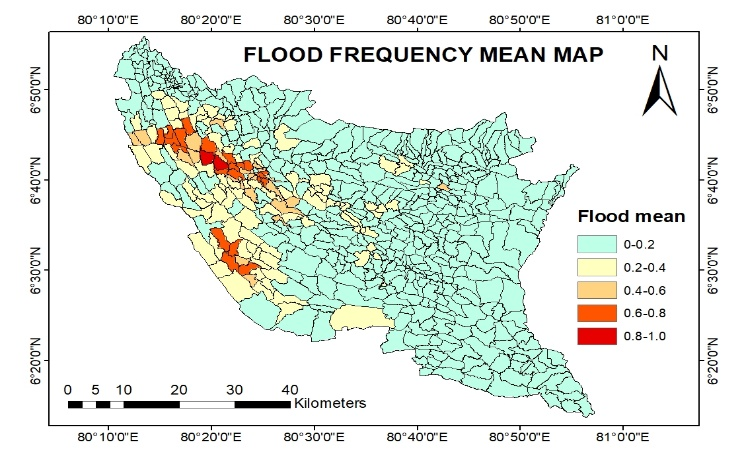 80°10'0"E 80°20'0"E 80°30'0"E 80°40'0"E 80°50'0"E 81°0'0"E
FLOOD FREQUENCY MEAN MAP
N
6°50'0"N 6°50'0"N
6°40'0"N 6°40'0"N
Flood mean
0-0.2
0.2-0.4
6°30'0"N 6°30'0"N
0.4-0.6
0.6-0.8
0.8-1.0
6°20'0"N 6°20'0"N
0 5 10 20 30 40
Kilometers
80°10'0"E 80°20'0"E 80°30'0"E 80°40'0"E 80°50'0"E 81°0'0"E